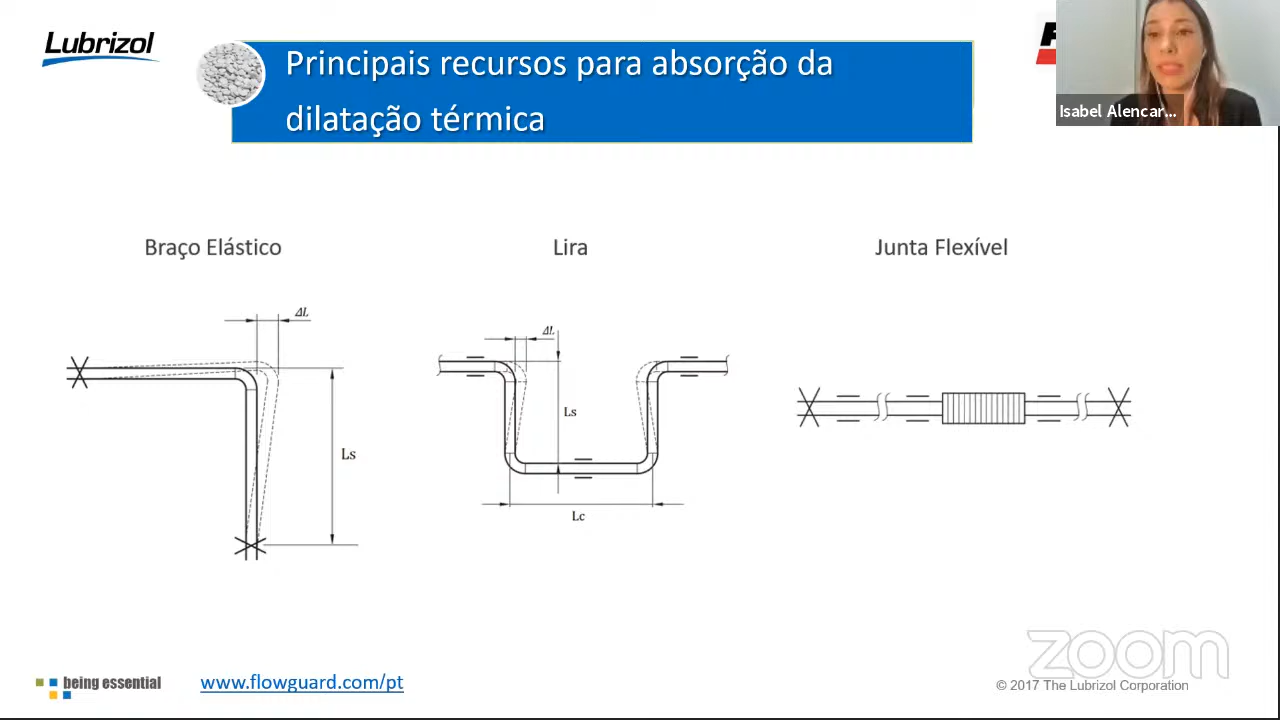 Lubrizol
Principais recursos para absorção da
dilatação térmica
Isabel Alencar...
Braço Elástico
Lira
Junta Flexível
ΔL
Ls
ΔL
Ls
Lc
being essential
www.flowguard.com/pt
zoom
© 2017 The Lubrizol Corporation